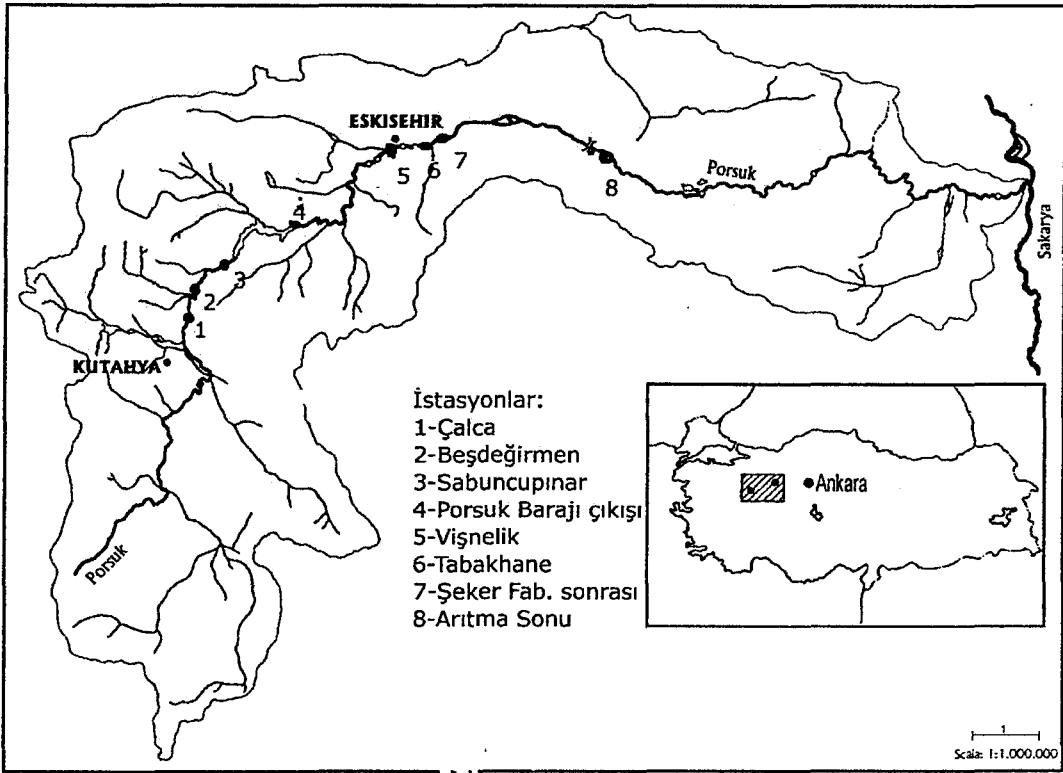 ESKISEHIR
5
6
7
8
Porsuk
4
3
2
1
KUTAHYA
Porsuk
Sakarya
İstasyonlar:
1-Çalca
2-Beşdeğirmen
3-Sabuncupınar
4-Porsuk Barajı çıkışı
5-Vişnelik
6-Tabakhane
7-Şeker Fab. sonrası
8-Arıtma Sonu
Ankara
1
Scala: 1:1.000.000